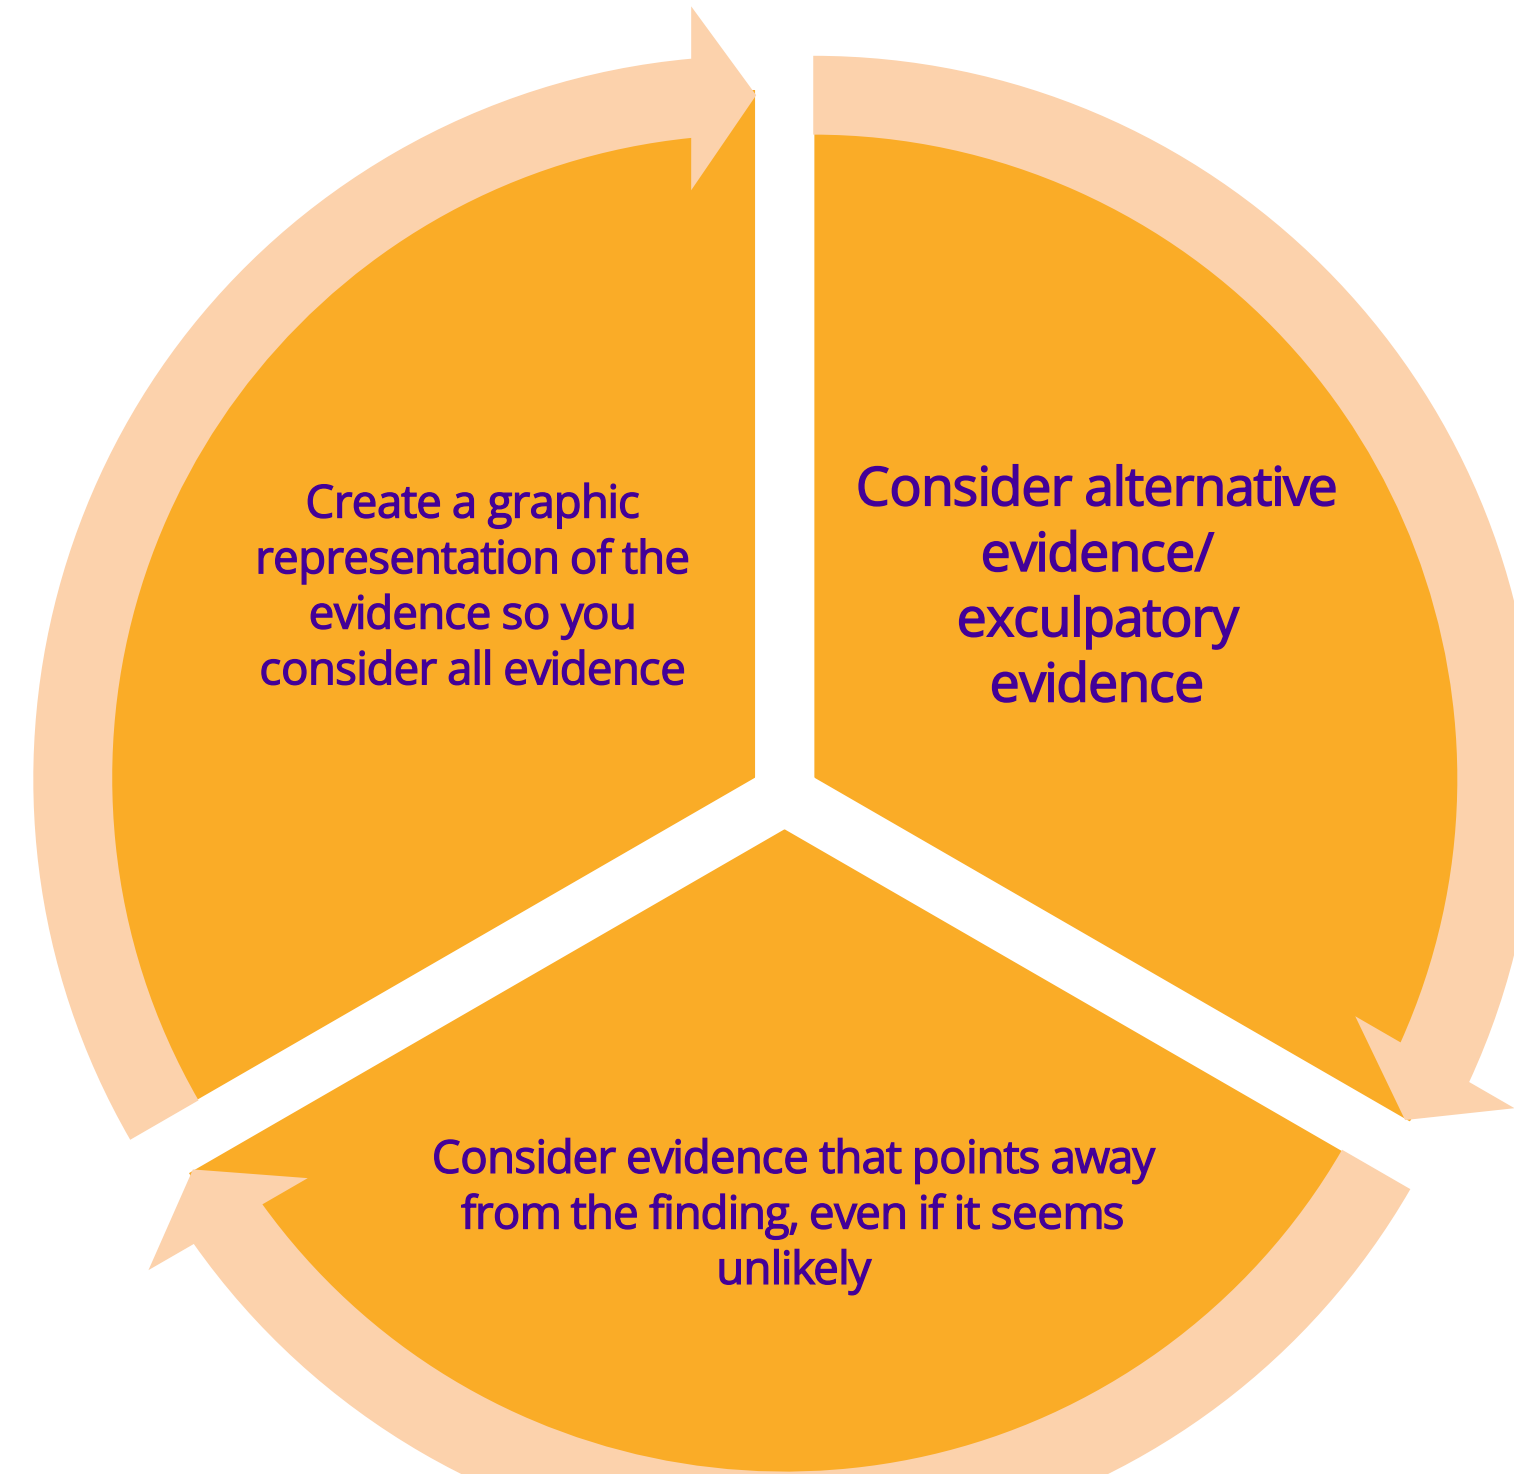 Create a graphic
representation of the
evidence so you
consider all evidence
Consider alternative
evidence/
exculpatory
evidence
Consider evidence that points away
from the finding, even if it seems
unlikely